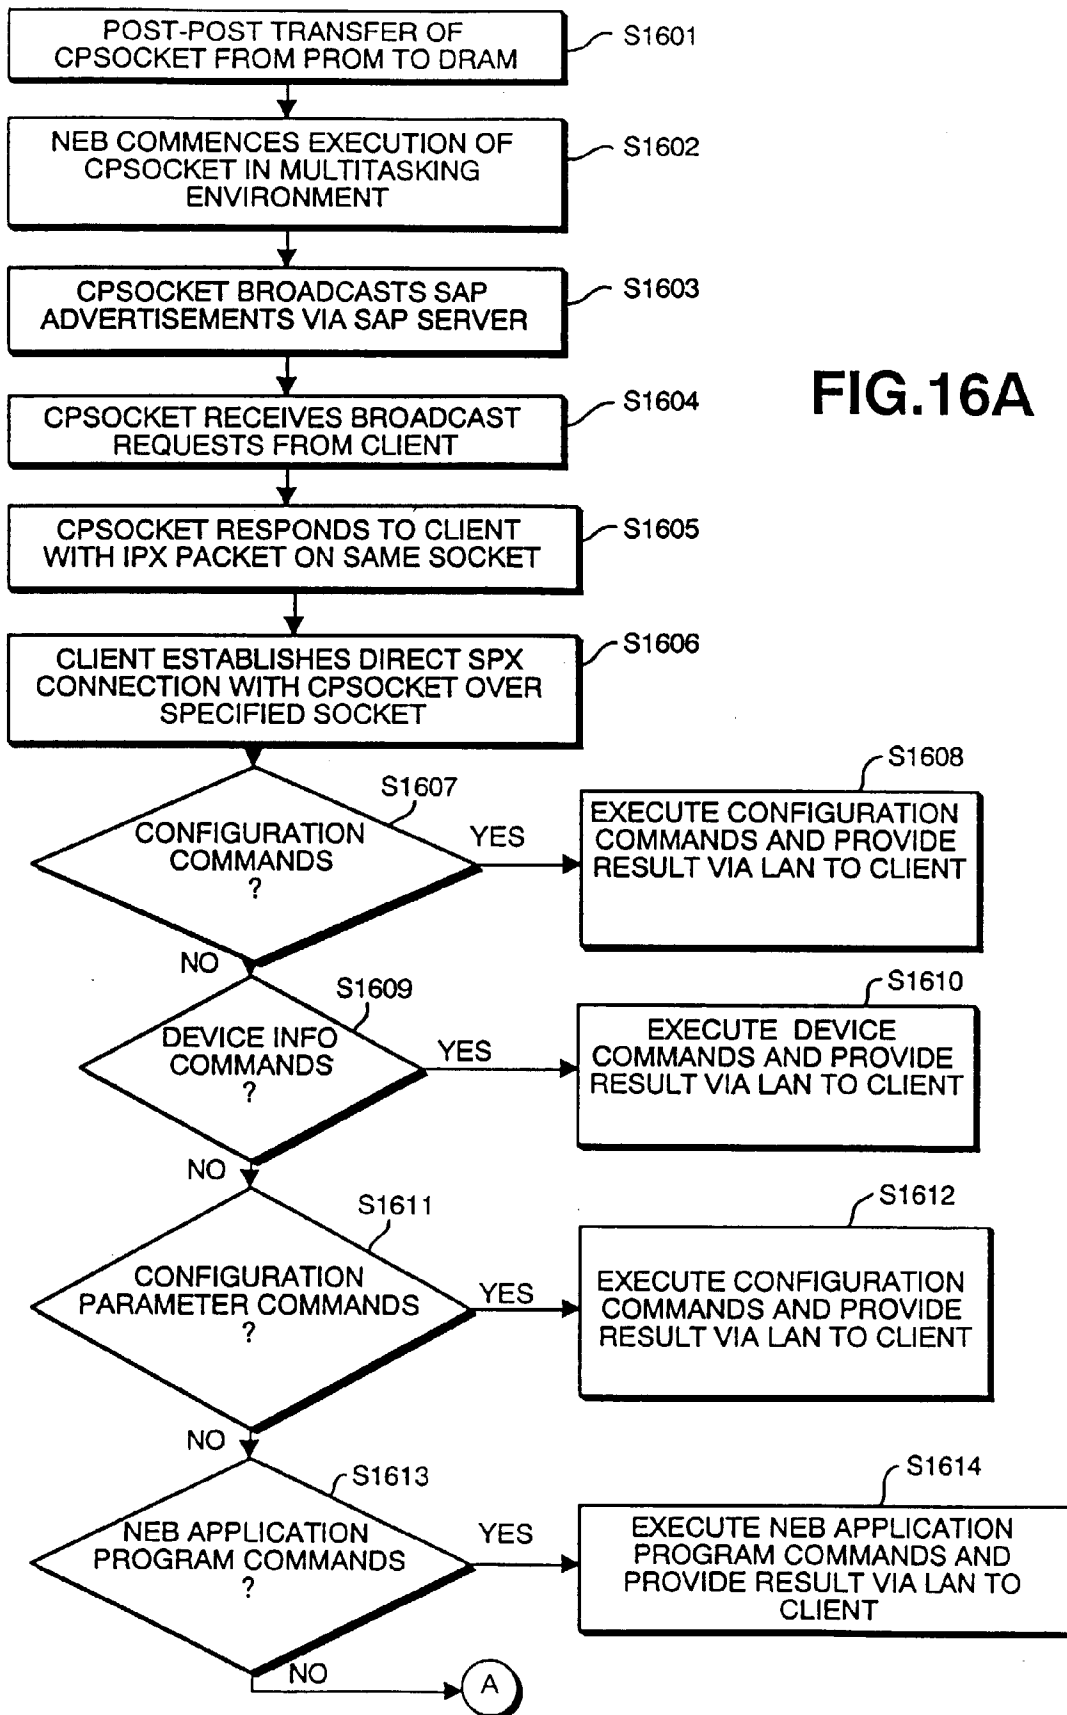 POST-POST TRANSFER OF
CPSOCKET FROM PROM TO DRAM
S1601
NEB COMMENCES EXECUTION OF
CPSOCKET IN MULTITASKING
ENVIRONMENT
S1602
CPSOCKET BROADCASTS SAP
ADVERTISEMENTS VIA SAP SERVER
S1603
FIG.16A
CPSOCKET RECEIVES BROADCAST
REQUESTS FROM CLIENT
S1604
CPSOCKET RESPONDS TO CLIENT
WITH IPX PACKET ON SAME SOCKET
S1605
CLIENT ESTABLISHES DIRECT SPX
CONNECTION WITH CPSOCKET OVER
SPECIFIED SOCKET
S1606
S1607
CONFIGURATION
COMMANDS
?
YES
S1608
EXECUTE CONFIGURATION
COMMANDS AND PROVIDE
RESULT VIA LAN TO CLIENT
NO
S1609
DEVICE INFO
COMMANDS
?
YES
S1610
EXECUTE DEVICE
COMMANDS AND PROVIDE
RESULT VIA LAN TO CLIENT
NO
S1611
CONFIGURATION
PARAMETER COMMANDS
?
YES
S1612
EXECUTE CONFIGURATION
COMMANDS AND PROVIDE
RESULT VIA LAN TO CLIENT
NO
S1613
NEB APPLICATION
PROGRAM COMMANDS
?
YES
S1614
EXECUTE NEB APPLICATION
PROGRAM COMMANDS AND
PROVIDE RESULT VIA LAN TO
CLIENT
NO
A